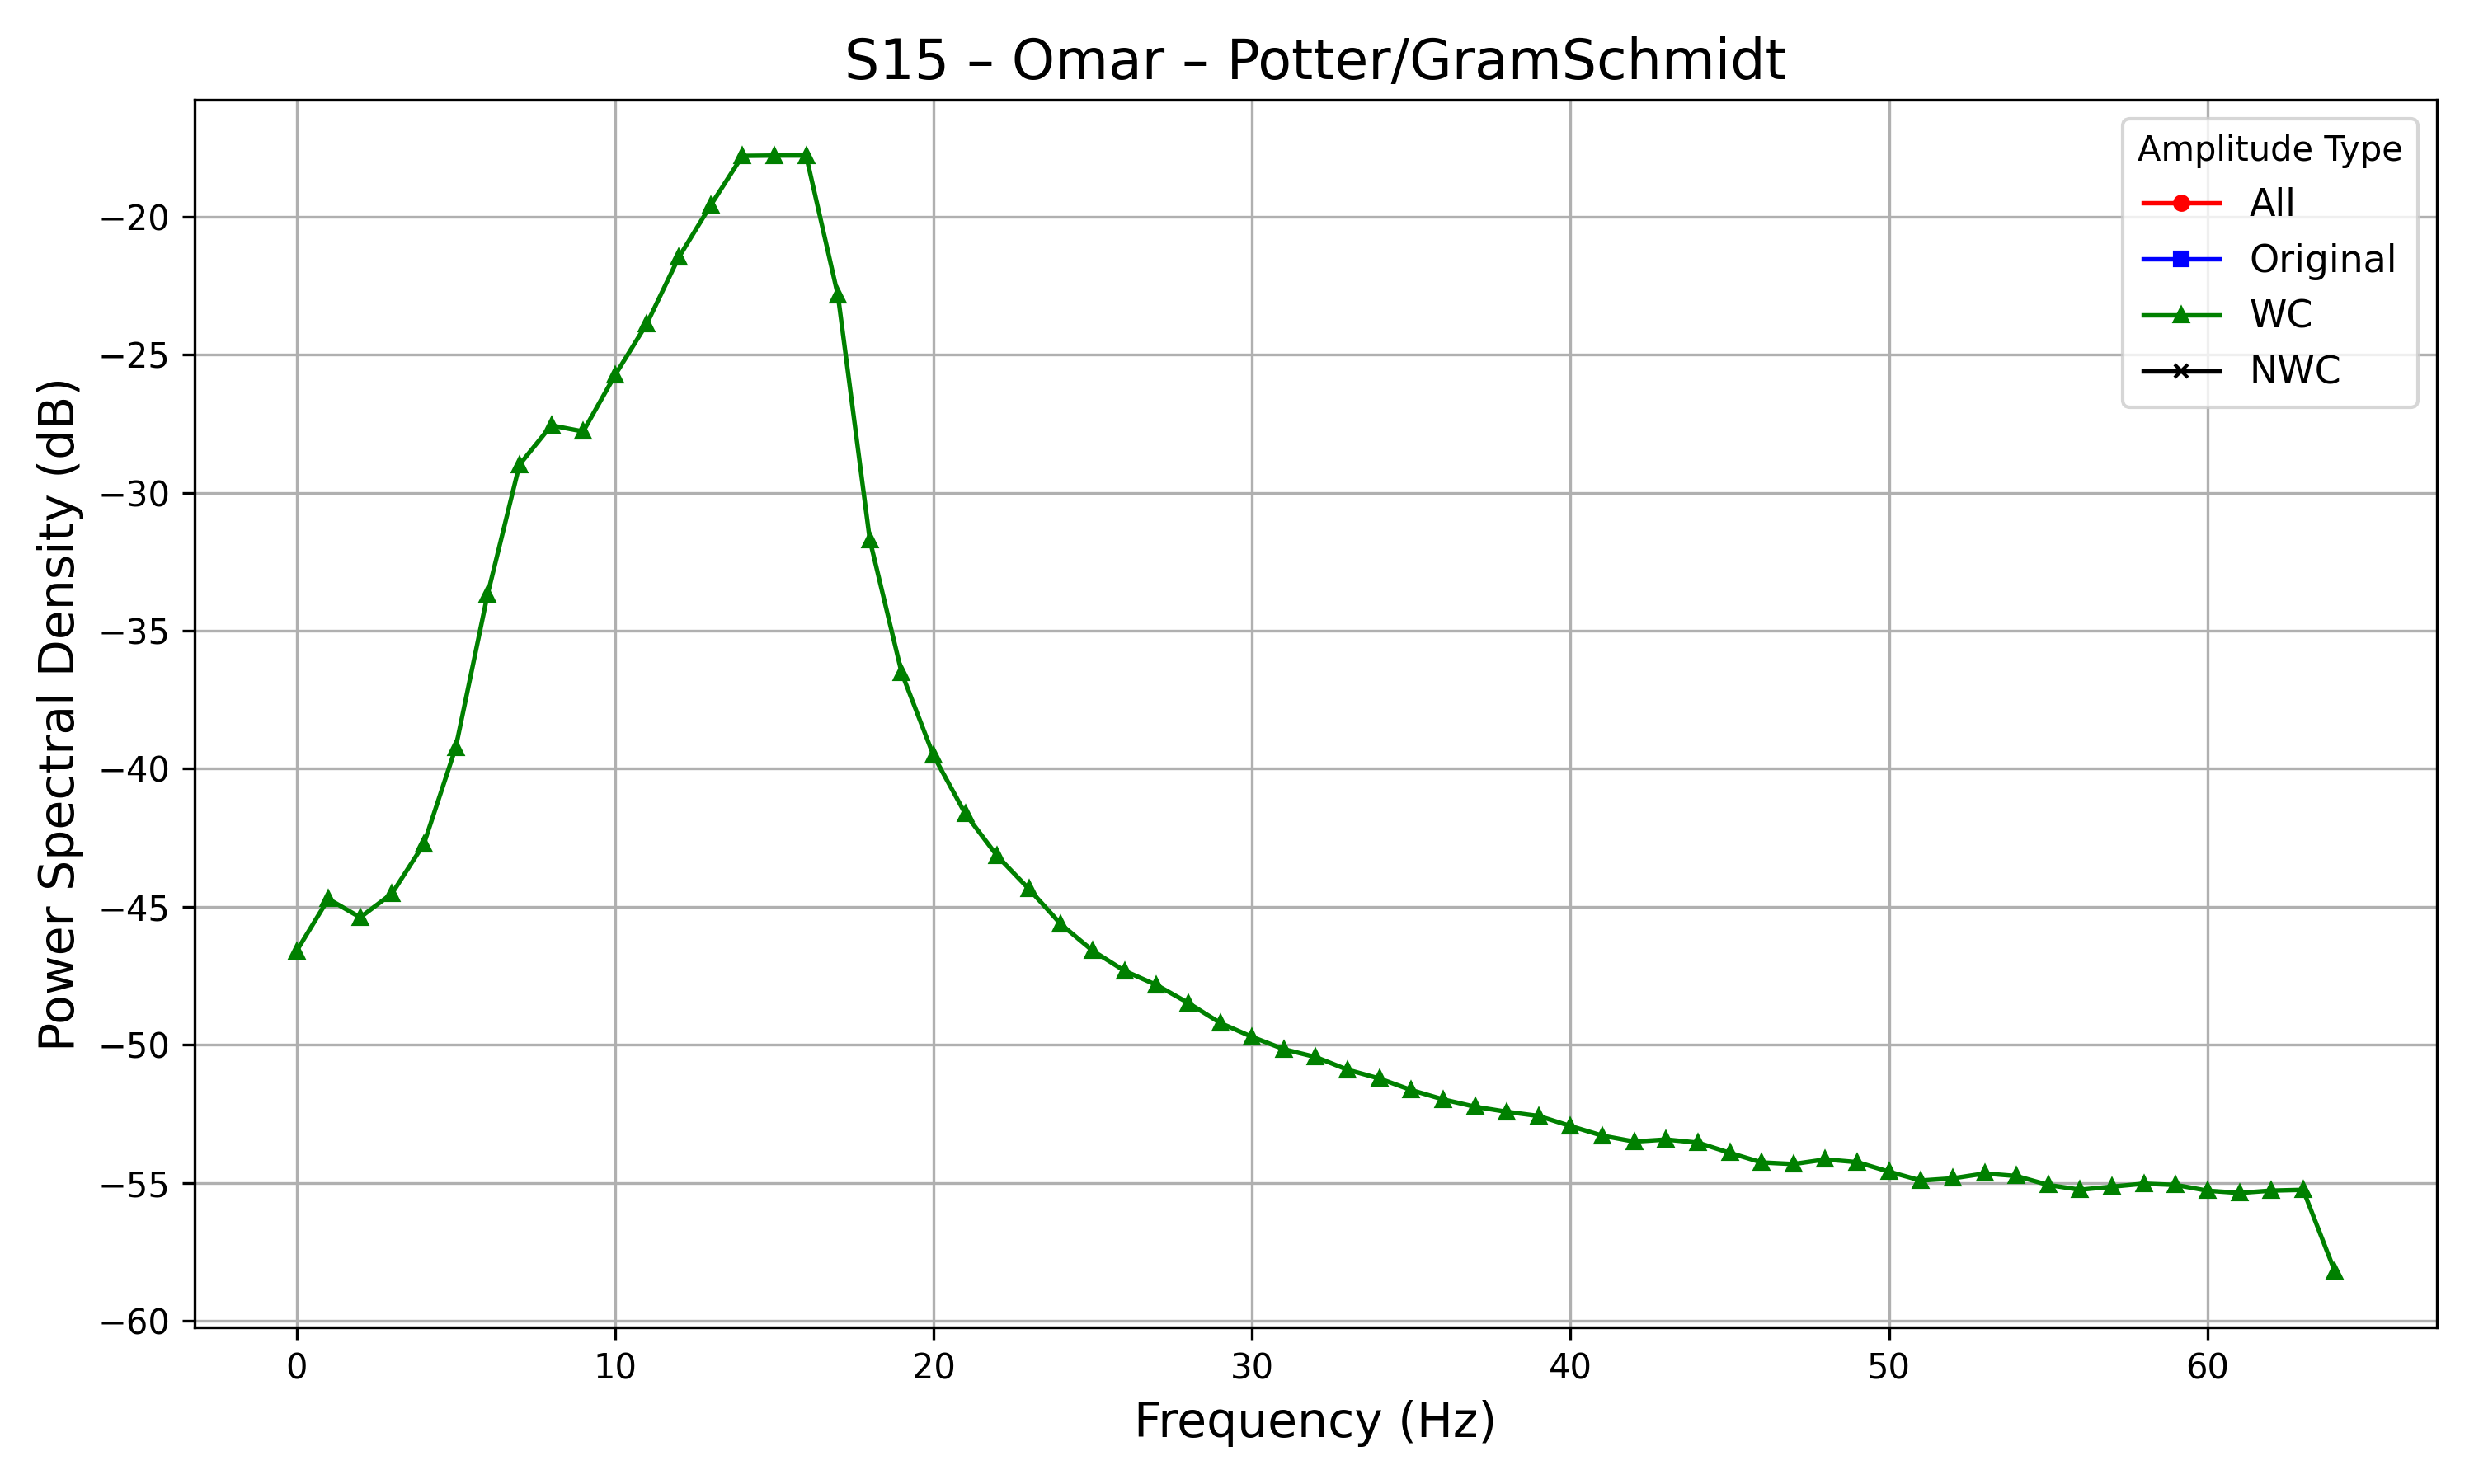 S15 – Omar – Potter/GramSchmidt
Amplitude Type
All
Original
WC
NWC
Power Spectral Density (dB)
−20
−25
−30
−35
−40
−45
−50
−55
−60
0 10 20 30 40 50 60
Frequency (Hz)